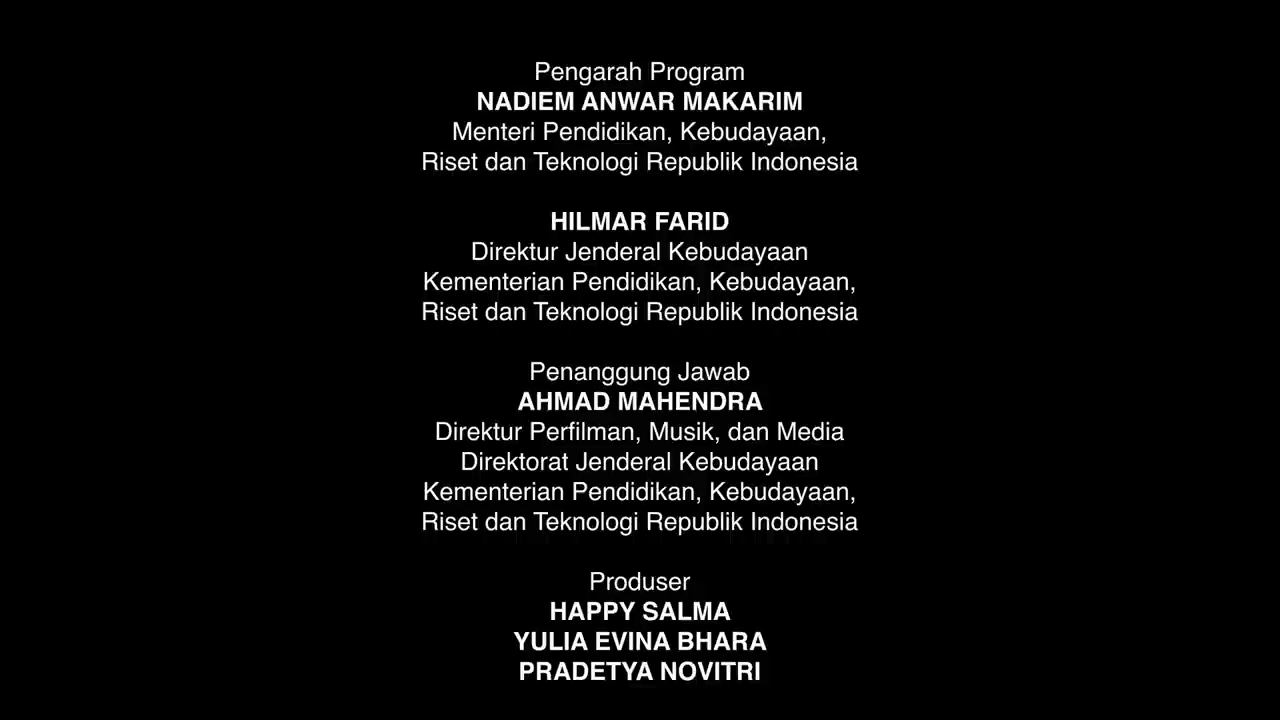 Pengarah Program
NADIEM ANWAR MAKARIM
Menteri Pendidikan, Kebudayaan,
Riset dan Teknologi Republik Indonesia
HILMAR FARID
Direktur Jenderal Kebudayaan
Kementerian Pendidikan, Kebudayaan,
Riset dan Teknologi Republik Indonesia
Penanggung Jawab
AHMAD MAHENDRA
Direktur Perfilman, Musik, dan Media
Direktorat Jenderal Kebudayaan
Kementerian Pendidikan, Kebudayaan,
Riset dan Teknologi Republik Indonesia
Produser
HAPPY SALMA
YULIA EVINA BHARA
PRADETYA NOVITRI